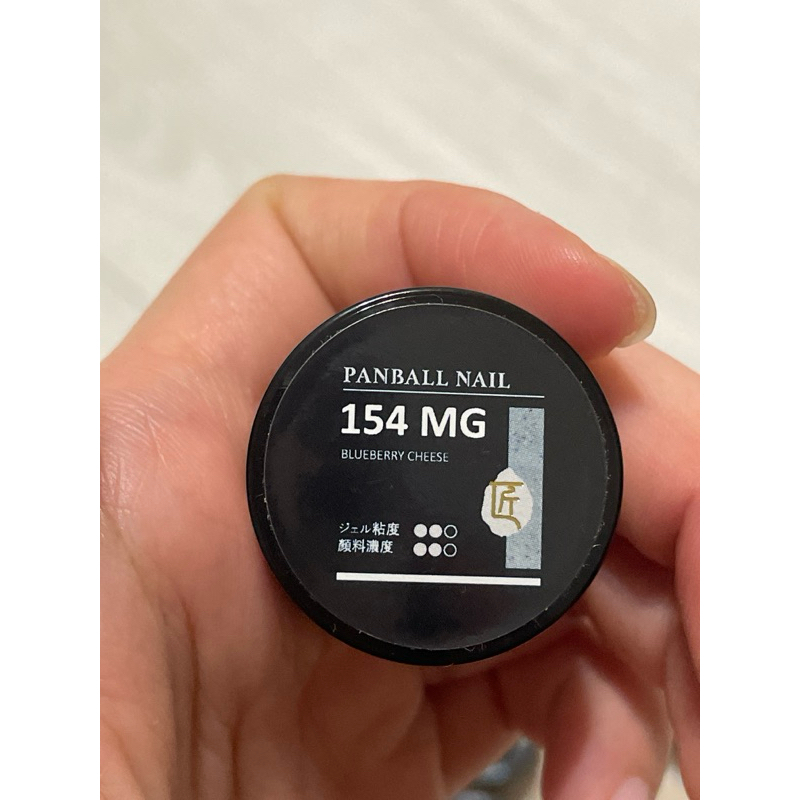 PANBALL NAIL
154 MG
BLUEBERRY CHEESE
匠
ジェル粘度 ●●○
顔料濃度 ●●○